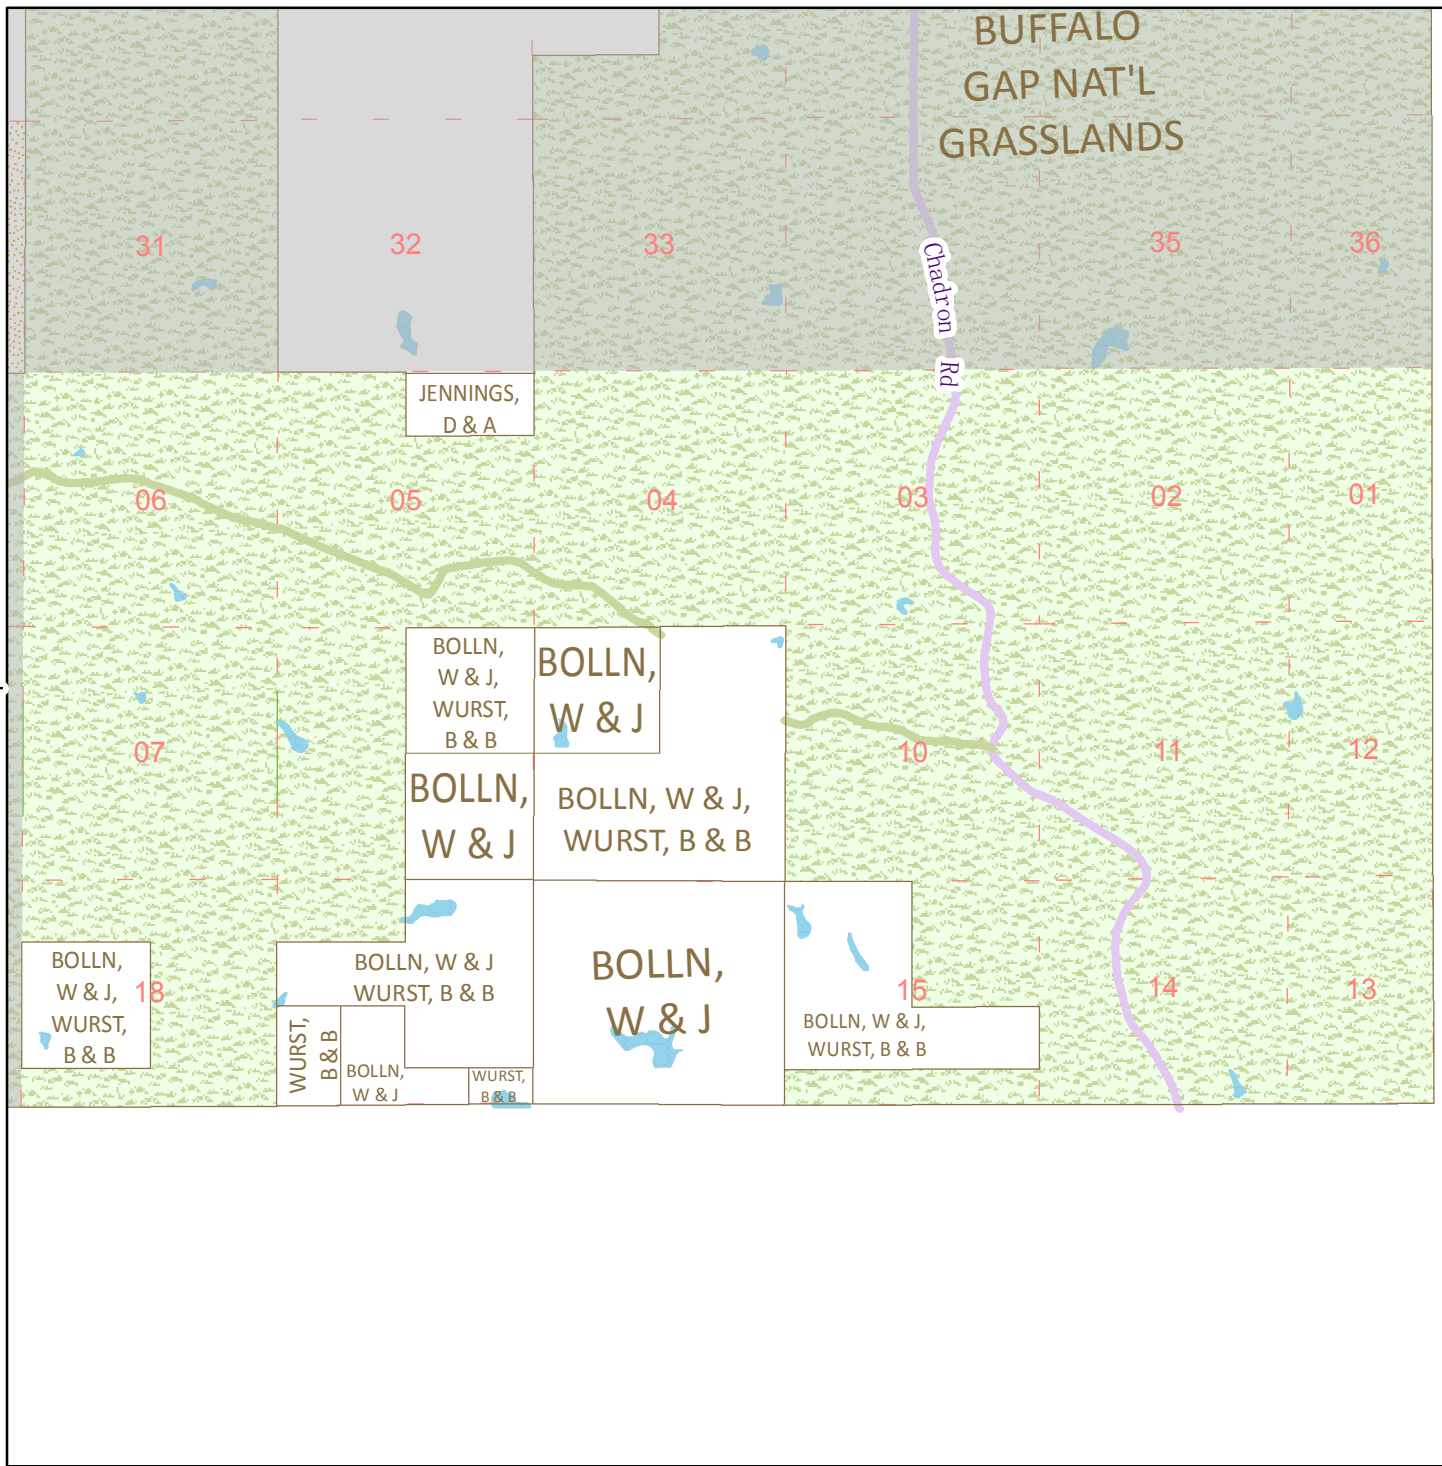 BUFFALO
GAP NAT'L
GRASSLANDS
31
32
33
35
36
Chadron Rd
JENNINGS,
D & A
06
05
04
03
02
01
BOLLN,
W & J,
WURST,
B & B
BOLLN,
W & J
07
10
11
12
BOLLN,
W & J
BOLLN, W & J,
WURST, B & B
BOLLN,
W & J,
WURST,
B & B
18
BOLLN, W & J
WURST, B & B
BOLLN,
W & J
15
14
13
BOLLN, W & J,
WURST, B & B
WURST,
B & B
BOLLN,
W & J
WURST,
B & B